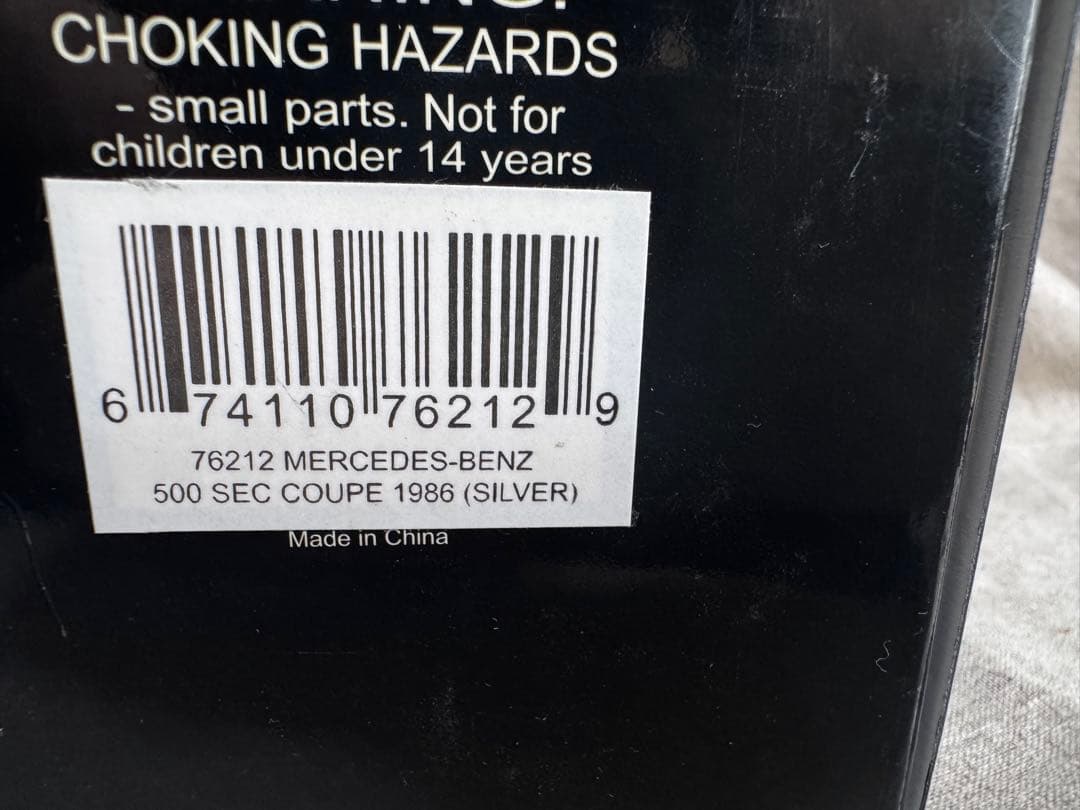 CHOKING HAZARDS
- small parts. Not for
children under 14 years
6 74110 76212 9
76212 MERCEDES-BENZ
500 SEC COUPE 1986 (SILVER)
Made in China